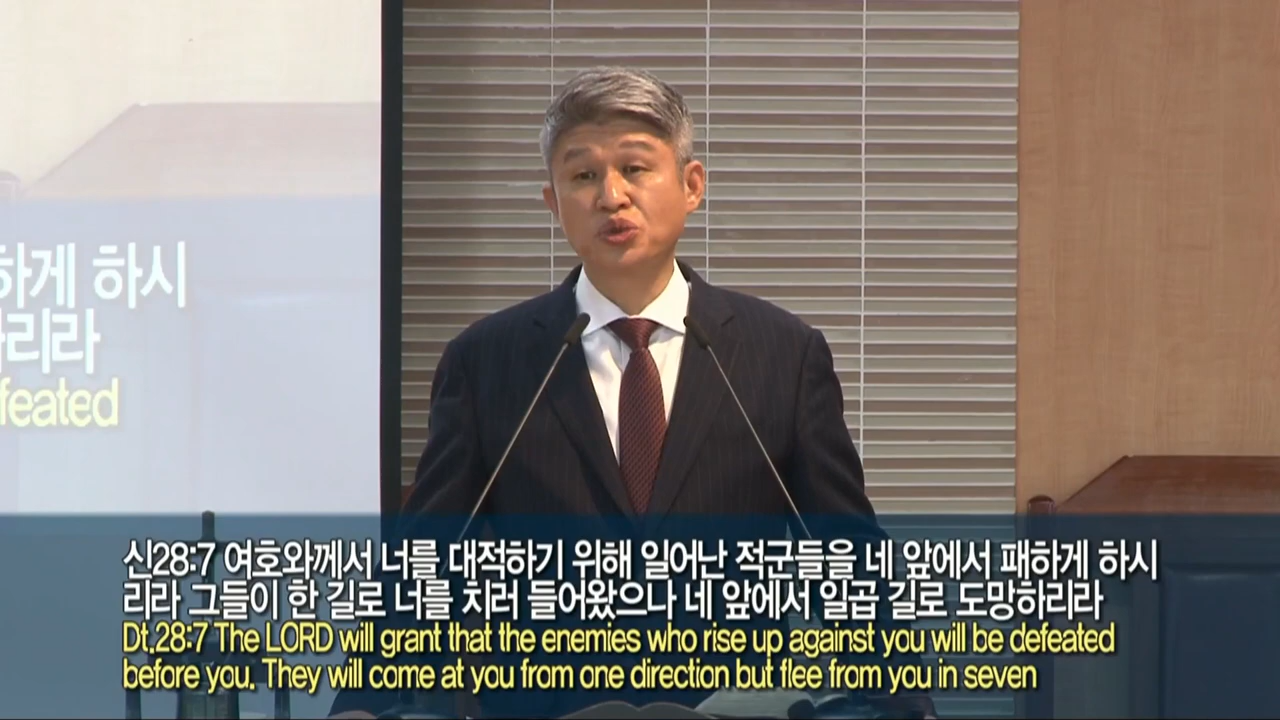 하게 하시
리라
feated
신28:7 여호와께서 너를 대적하기 위해 일어난 적군들을 네 앞에서 패하게 하시
리라 그들이 한 길로 너를 치러 들어왔으나 네 앞에서 일곱 길로 도망하리라
Dt.28:7 The LORD will grant that the enemies who rise up against you will be defeated
before you. They will come at you from one direction but flee from you in seven